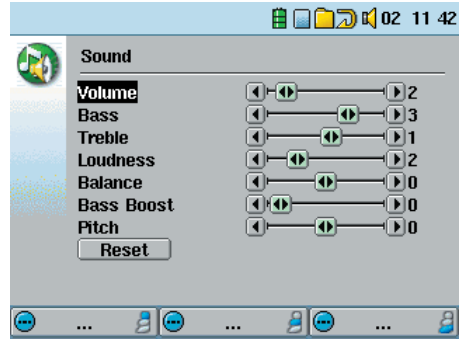 02 11 42
Sound
Volume 2
Bass 3
Treble 1
Loudness 2
Balance 0
Bass Boost 0
Pitch 0
Reset
... ... ...